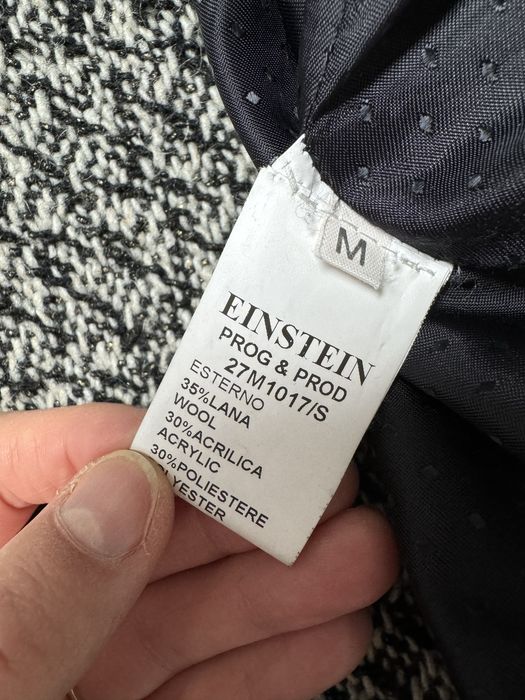 M
EINSTEIN
PROG & PROD
27M1017/S
ESTERNO
35%LANA
WOOL
30%ACRILICA
ACRYLIC
30%POLIESTERE